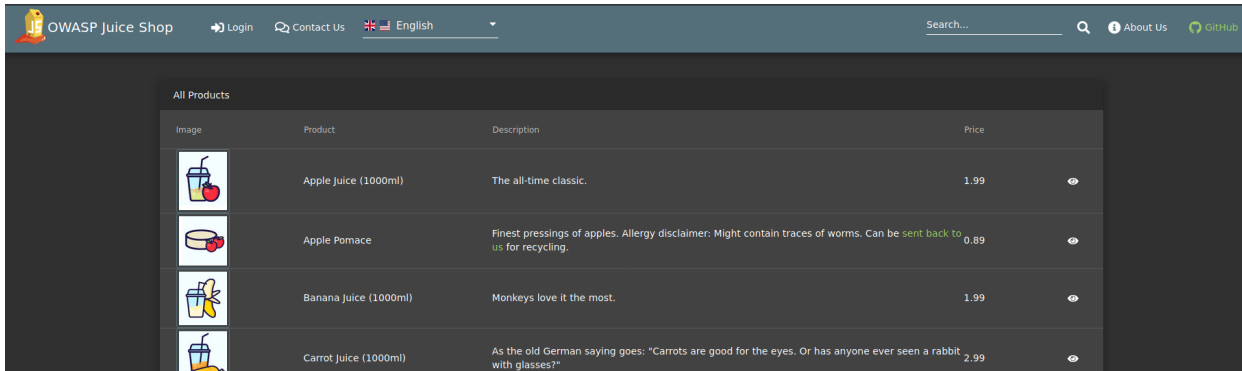 OWASP Juice Shop Login Contact Us English Search... About Us GitHub
All Products
Image Product Description Price
Apple Juice (1000ml) The all-time classic. 1.99
Apple Pomace Finest pressings of apples. Allergy disclaimer: Might contain traces of worms. Can be sent back to 0.89
us for recycling.
Banana Juice (1000ml) Monkeys love it the most. 1.99
Carrot Juice (1000ml) As the old German saying goes: "Carrots are good for the eyes. Or has anyone ever seen a rabbit 2.99
with glasses?"